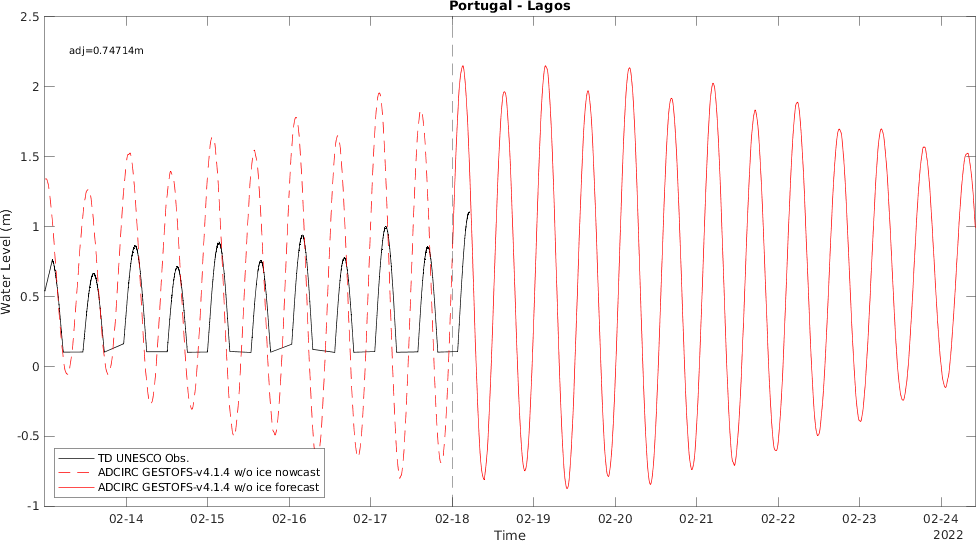 Portugal - Lagos
2.5
adj=0.74714m
2
1.5
1
0.5
0
-0.5
-1
Water Level (m)
TD UNESCO Obs.
ADCIRC GESTOFS-v4.1.4 w/o ice nowcast
ADCIRC GESTOFS-v4.1.4 w/o ice forecast
02-14 02-15 02-16 02-17 02-18 02-19 02-20 02-21 02-22 02-23 02-24
Time
2022